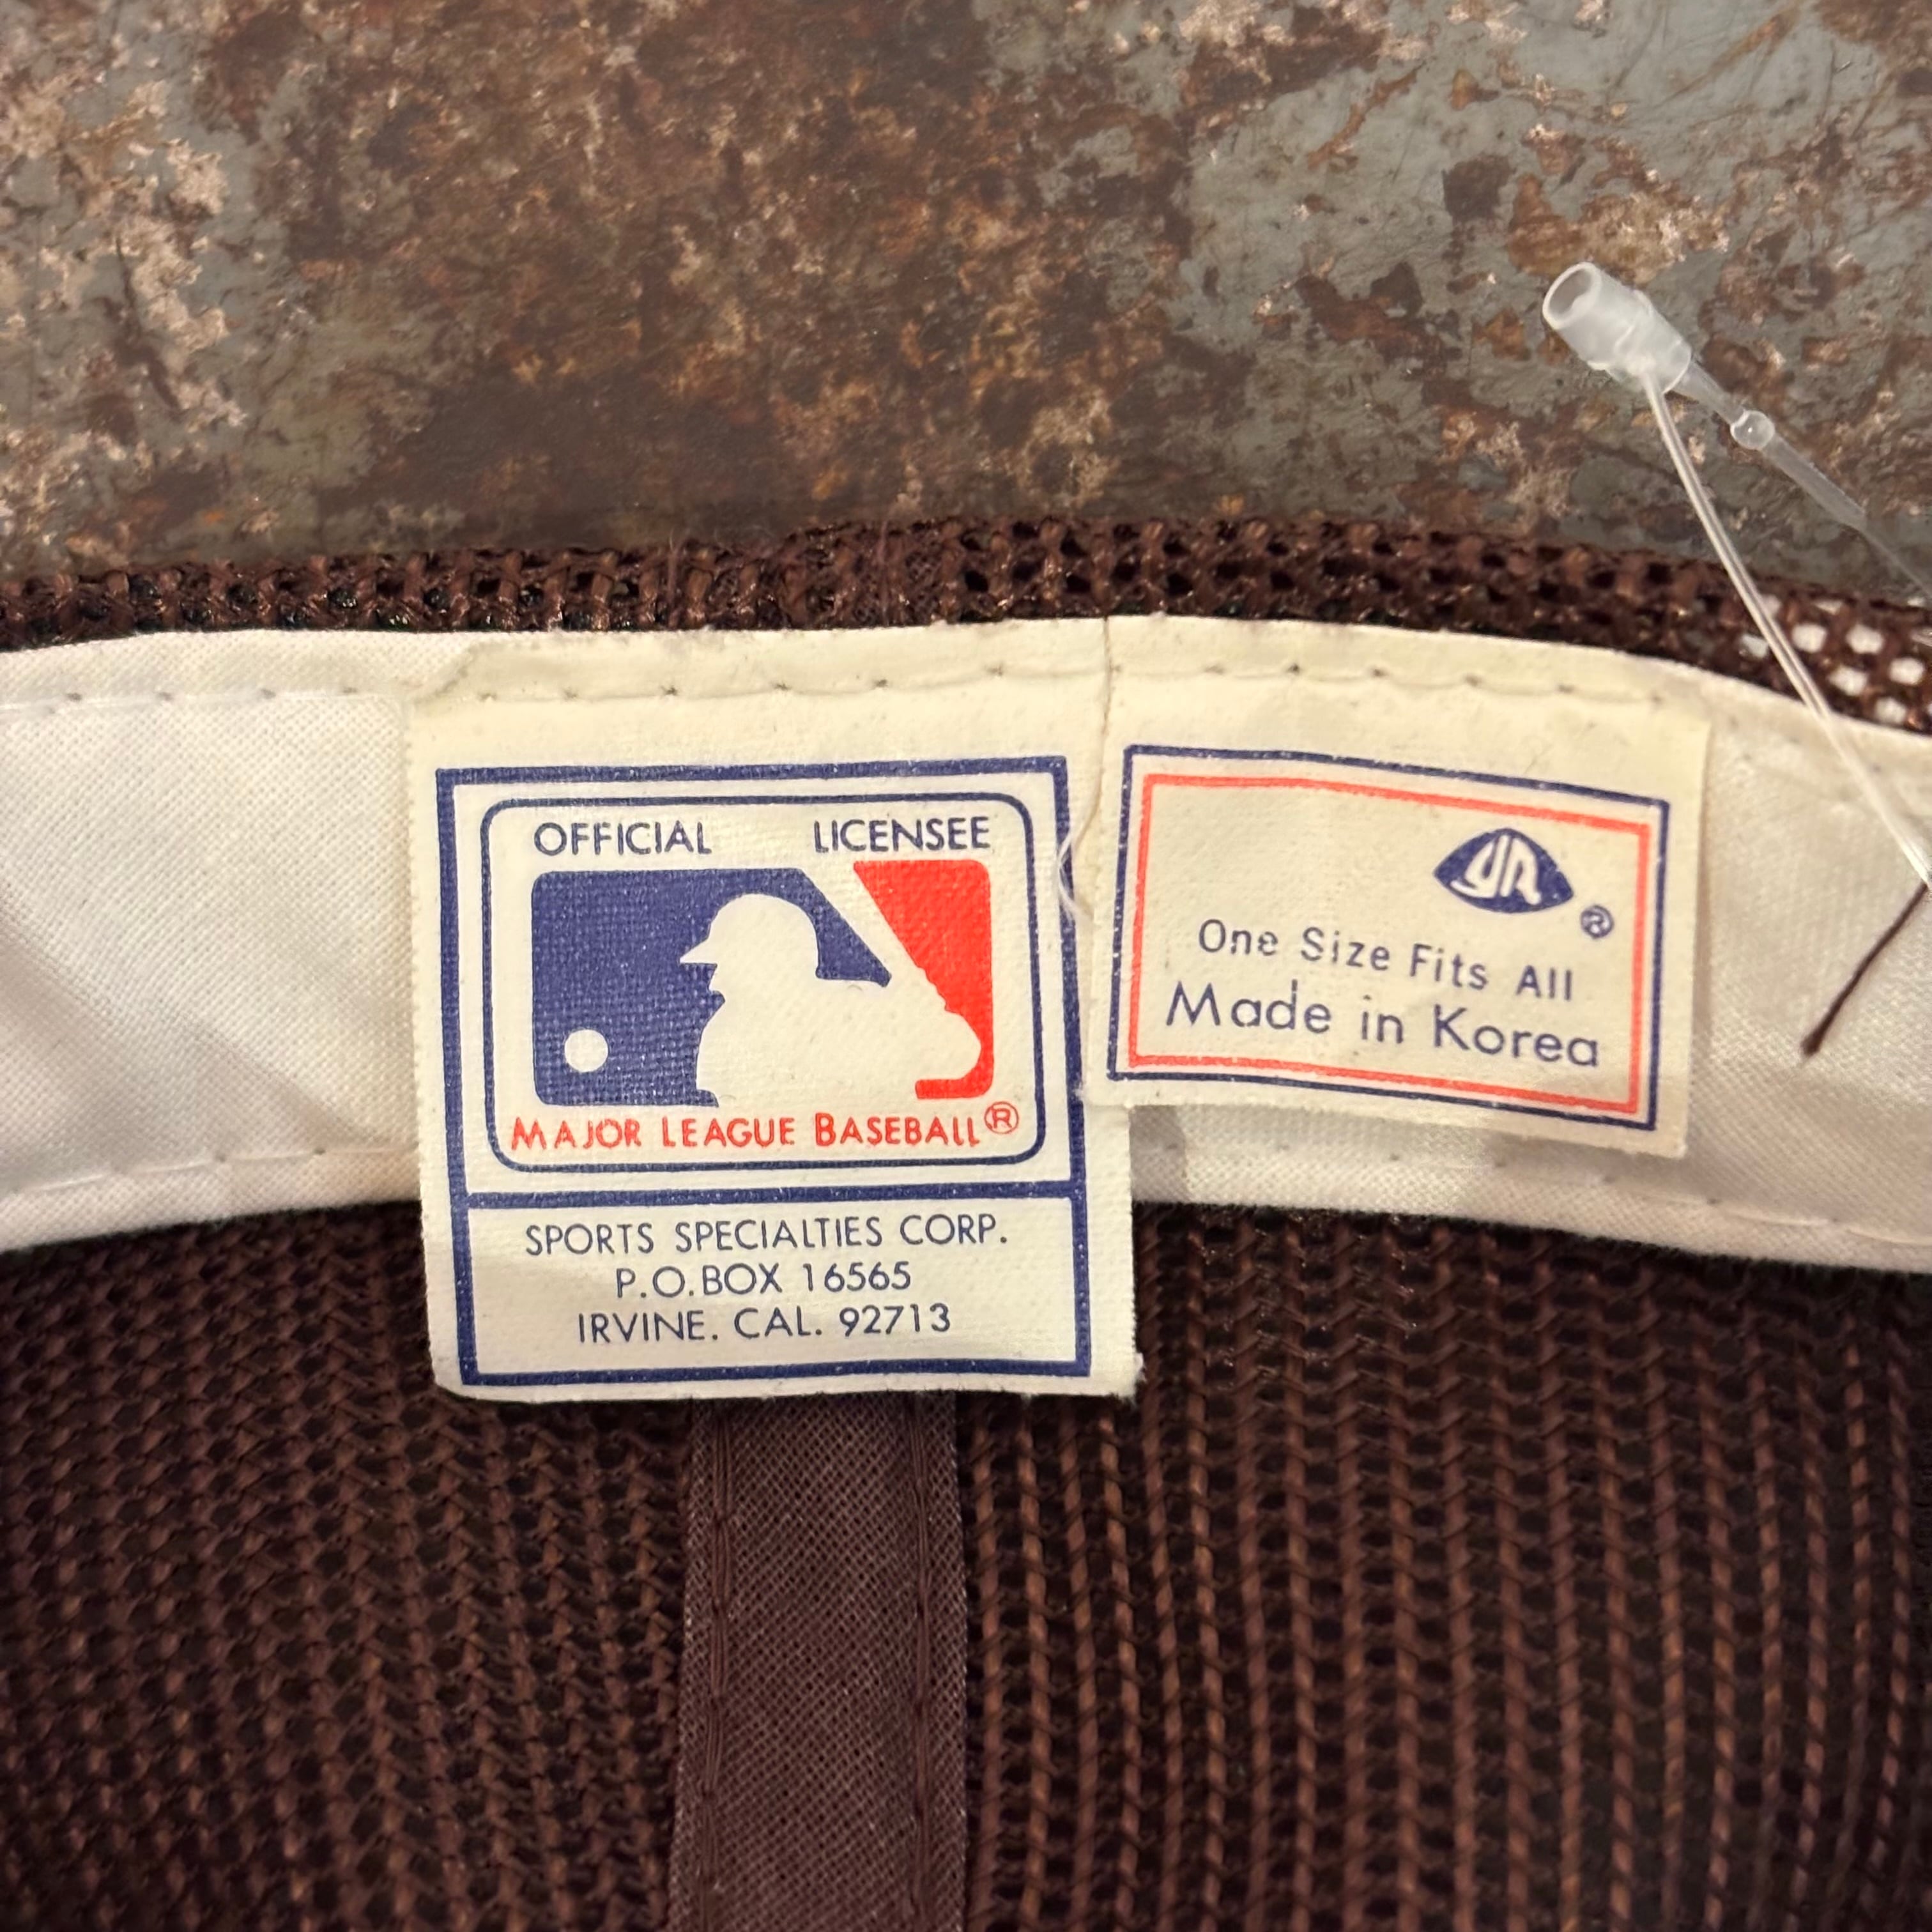 OFFICIAL LICENSEE
MAJOR LEAGUE BASEBALL®
SPORTS SPECIALTIES CORP.
P.O.BOX 16565
IRVINE. CAL. 92713
YA ®
One Size Fits All
Made in Korea